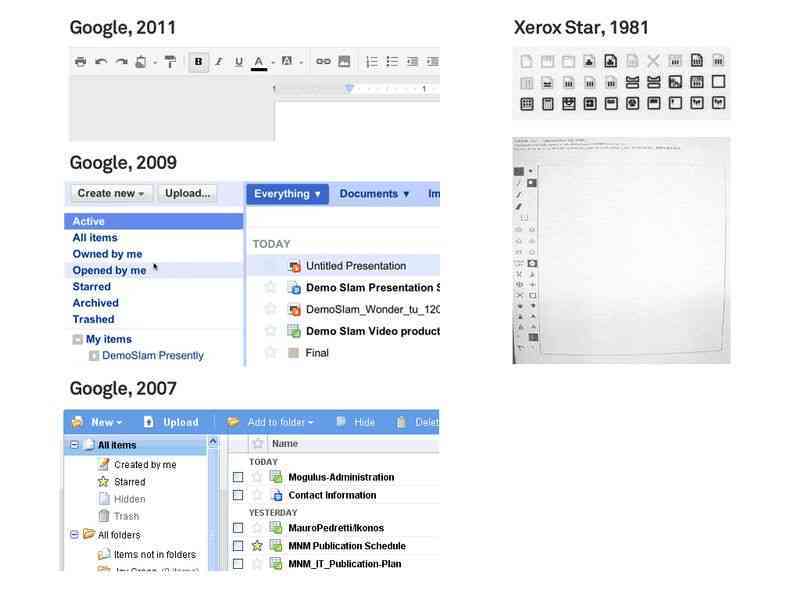 Google, 2011
B I U A A
1 1
Google, 2009
Create new Upload... Everything Documents Im
Active
All items
Owned by me
Opened by me
Starred
Archived
Trashed
My items
DemoSlam Presently
TODAY
Untitled Presentation
Demo Slam Presentation S
DemoSlam_Wonder_tu_120
Demo Slam Video product
Final
Google, 2007
New Upload Add to folder Hide Delet
All items
Created by me
Starred
Hidden
Trash
All folders
Items not in folders
Name
TODAY
Mogulus-Administration
Contact Information
YESTERDAY
MauroPedretti/Ikonos
MNM Publication Schedule
MNM_IT_Publication-Plan
Xerox Star, 1981